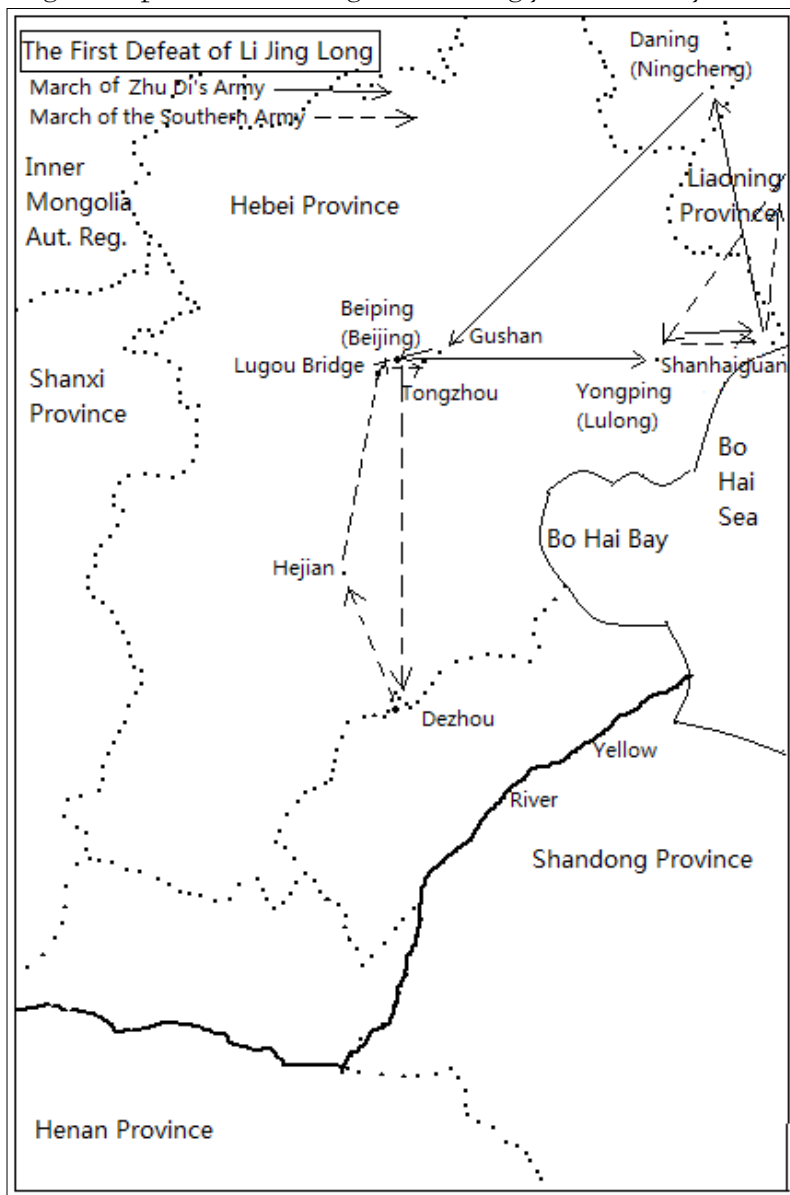 The First Defeat of Li Jing Long
March of Zhu Di's Army
March of the Southern Army
Daning
(Ningcheng)
Inner
Mongolia
Aut. Reg.
Hebei Province
Liaoning
Province
Beiping
(Beijing)
Gushan
Lugou Bridge
Tongzhou
Shanhaiguan
Yongping
(Lulong)
Shanxi
Province
Bo
Hai
Sea
Bo Hai Bay
Hejian
Dezhou
Yellow
River
Shandong Province
Henan Province